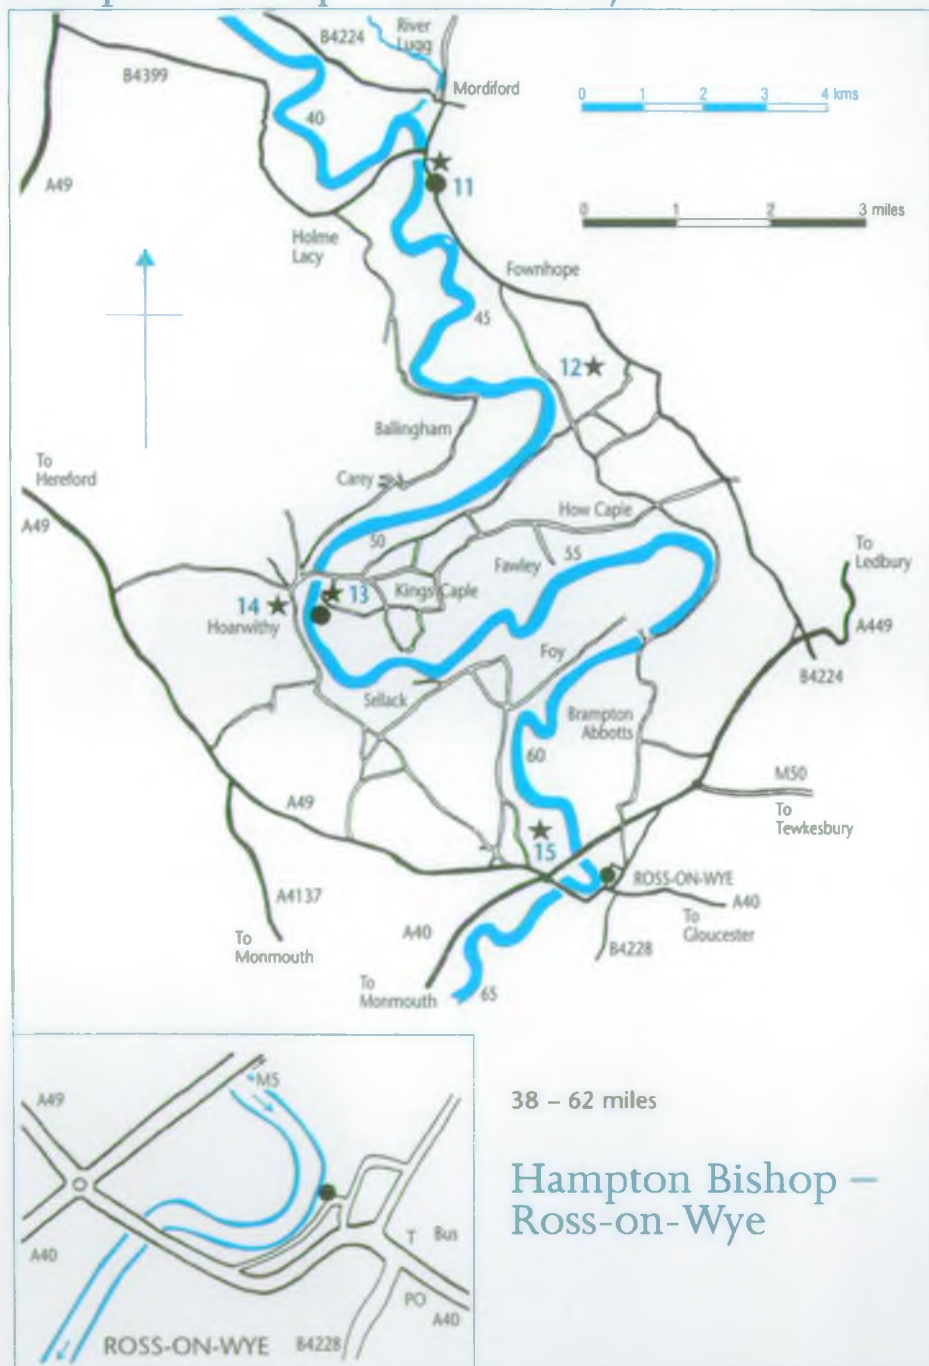 River
Lugg
B4224
B4399
Mordiford
40
0 1 2 3 4 kms
A49
11
0 1 2 3 miles
Holme
Lacy
Fownhope
45
12
Ballingham
To
Hereford
Carey
A49
How Caple
50
55
Fawley
To
Ledbury
13
Kings Caple
14
Hoarwithy
A449
Foy
B4224
Sellack
Brampton
Abbotts
60
M50
To
Tewkesbury
A49
15
ROSS-ON-WYE
A4137
A40
To
Gloucester
A40
B4228
To
Monmouth
To
Monmouth
65
M5
A49
38 – 62 miles
Hampton Bishop –
Ross-on-Wye
T Bus
A40
PO
A40
ROSS-ON-WYE
B4228